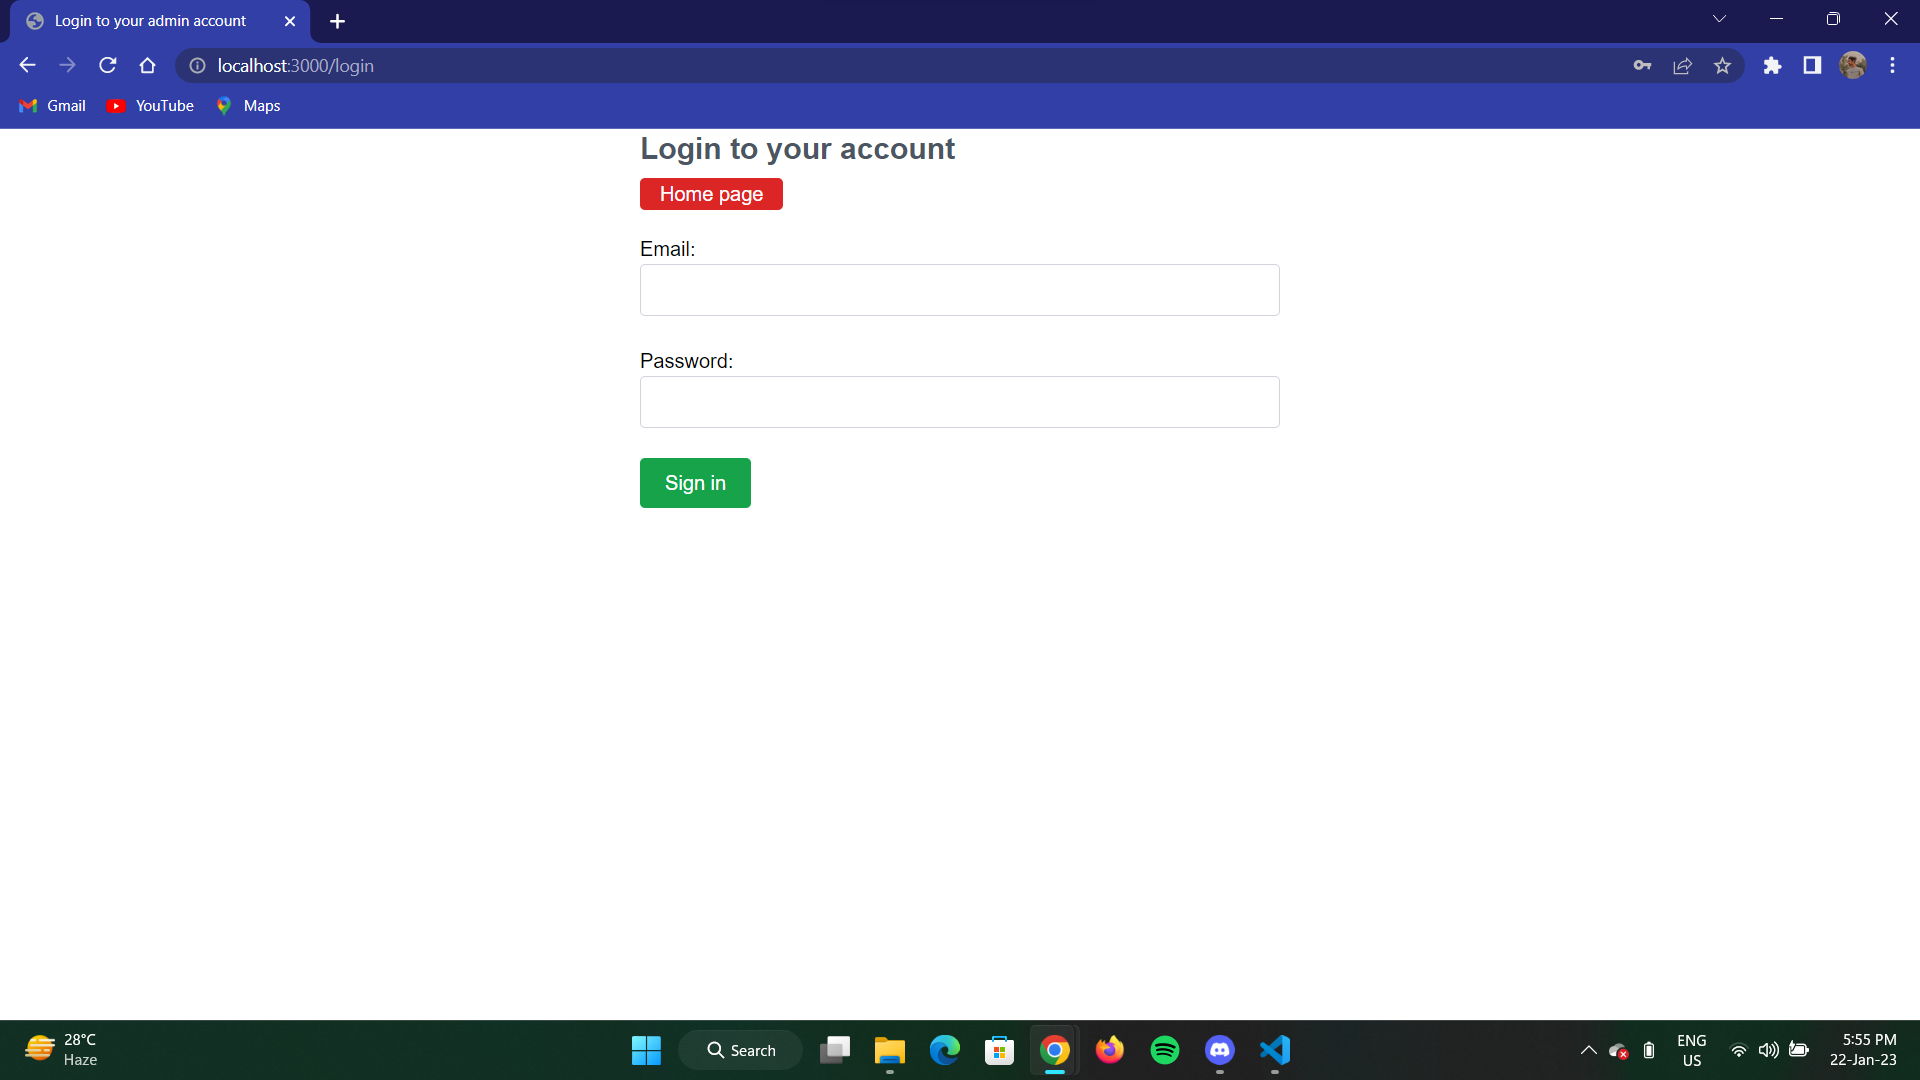 Login to your admin account
localhost:3000/login
Gmail YouTube Maps
Login to your account
Home page
Email:
Password:
Sign in
28°C
Haze
Search
ENG
US
5:55 PM
22-Jan-23